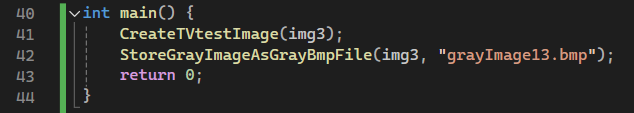 40 int main() {
41 CreateTVtestImage(img3);
42 StoreGrayImageAsGrayBmpFile(img3, "grayImage13.bmp");
43 return 0;
44 }